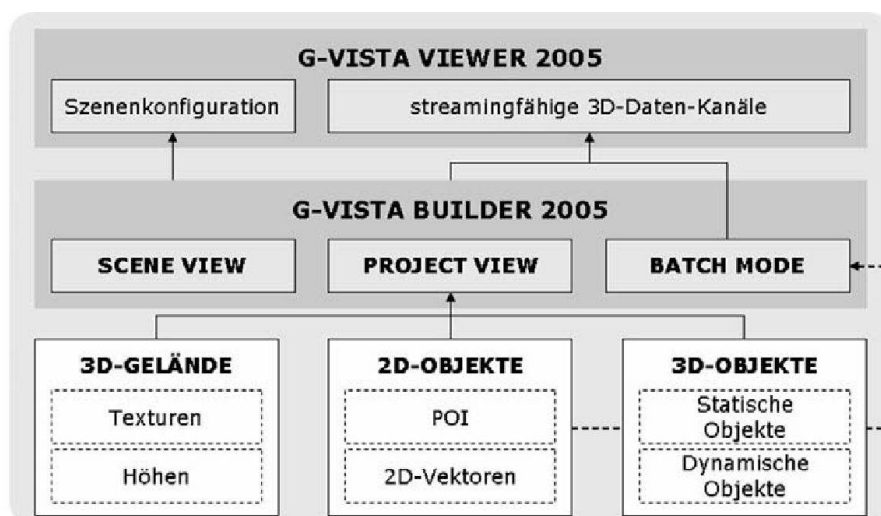 G-VISTA VIEWER 2005
Szenenkonfiguration
streamingfähige 3D-Daten-Kanäle
G-VISTA BUILDER 2005
SCENE VIEW
PROJECT VIEW
BATCH MODE
3D-GELÄNDE
Texturen
Höhen
2D-OBJEKTE
POI
2D-Vektoren
3D-OBJEKTE
Statische
Objekte
Dynamische
Objekte